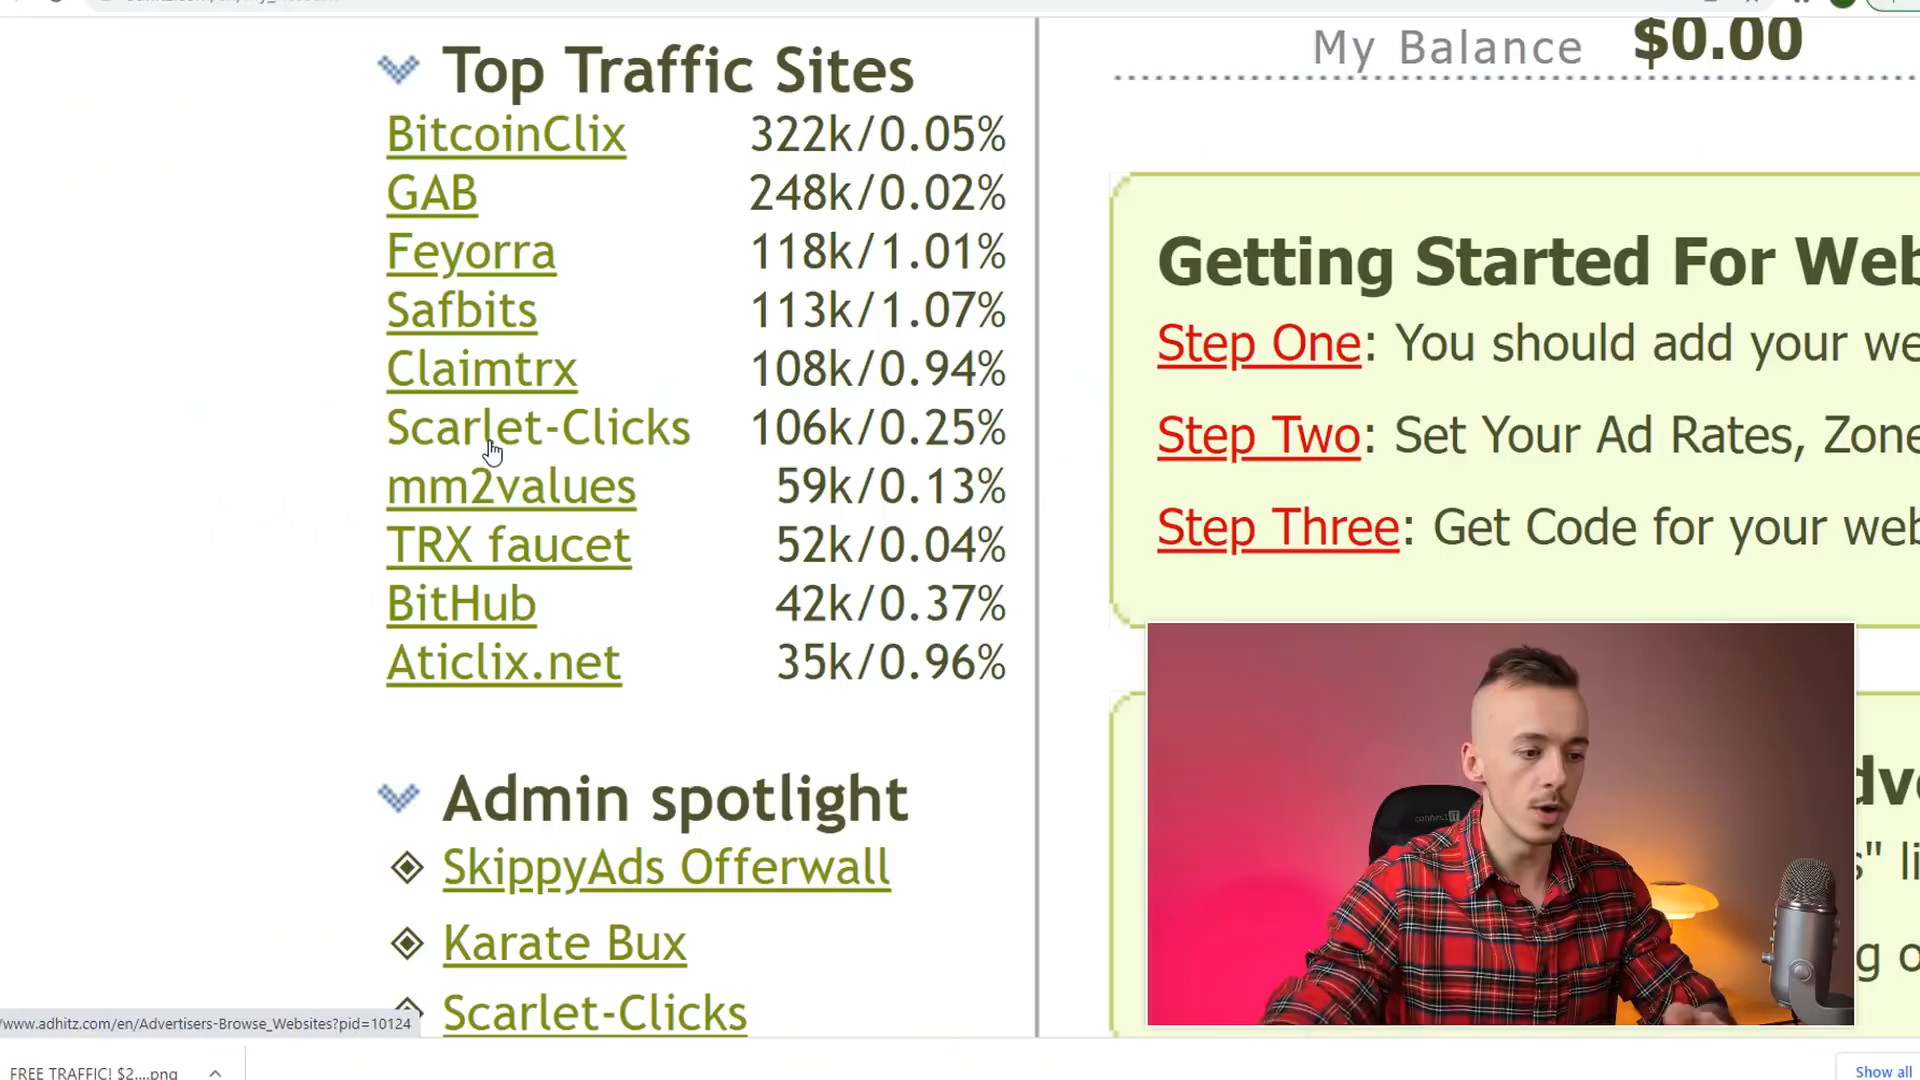 Top Traffic Sites
BitcoinClix 322k/0.05%
GAB 248k/0.02%
Feyorra 118k/1.01%
Safbits 113k/1.07%
Claimtrx 108k/0.94%
Scarlet-Clicks 106k/0.25%
mm2values 59k/0.13%
TRX faucet 52k/0.04%
BitHub 42k/0.37%
Aticlix.net 35k/0.96%
Admin spotlight
SkippyAds Offerwall
Karate Bux
Scarlet-Clicks
My Balance $0.00
Getting Started For Web
Step One: You should add your we
Step Two: Set Your Ad Rates, Zone
Step Three: Get Code for your web
/www.adhitz.com/en/Advertisers-Browse_Websites?pid=10124
FREE TRAFFIC! $2....png
Show all